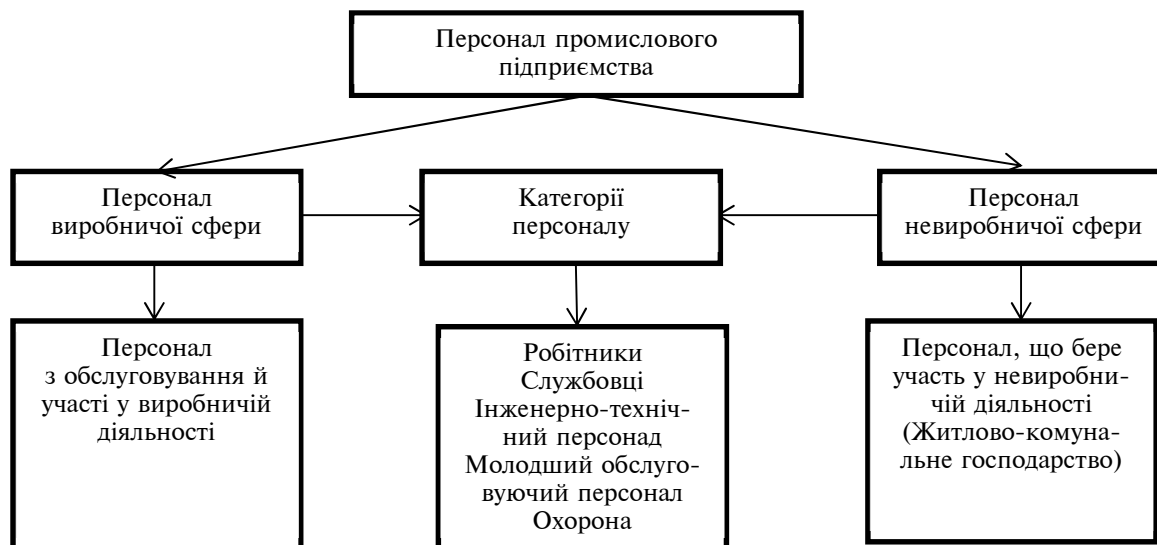 Персонал промислового
підприємства
Персонал
виробничої сфери
Категорії
персоналу
Персонал
невиробничої сфери
Персонал
з обслуговування й
участі у виробничій
діяльності
Робітники
Службовці
Інженерно-техніч-
ний персонад
Молодший обслуго-
вуючий персонал
Охорона
Персонал, що бере
участь у невиробни-
чій діяльності
(Житлово-комуна-
льне господарство)